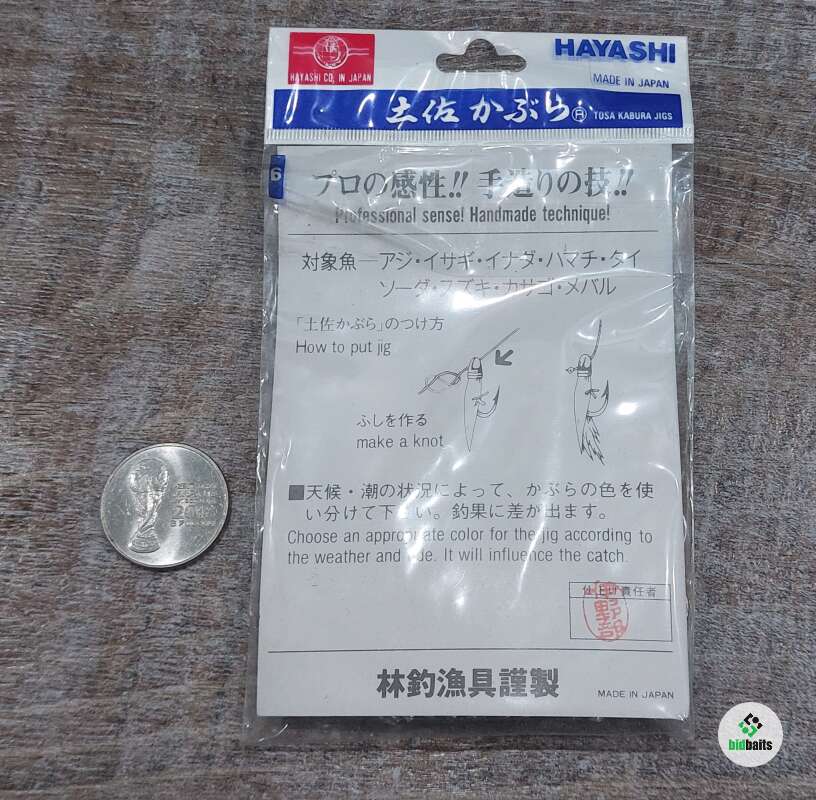 HAYASHI CO. IN JAPAN
HAYASHI
MADE IN JAPAN
土佐かぶら® TOSA KABURA JIGS
6
プロの感性!! 手造りの技!!
Professional sense! Handmade technique!
対象魚―アジ・イサギ・イナダ・ハマチ・タイ
ソーダ・スズキ・カサゴ・メバル
「土佐かぶら」のつけ方
How to put jig
ふしを作る
make a knot
■天候・潮の状況によって、かぶらの色を使
い分けて下さい。釣果に差が出ます。
Choose an appropriate color for the jig according to
the weather and tide. It will influence the catch.
仕上げ責任者
林釣漁具謹製
MADE IN JAPAN
bidbaits